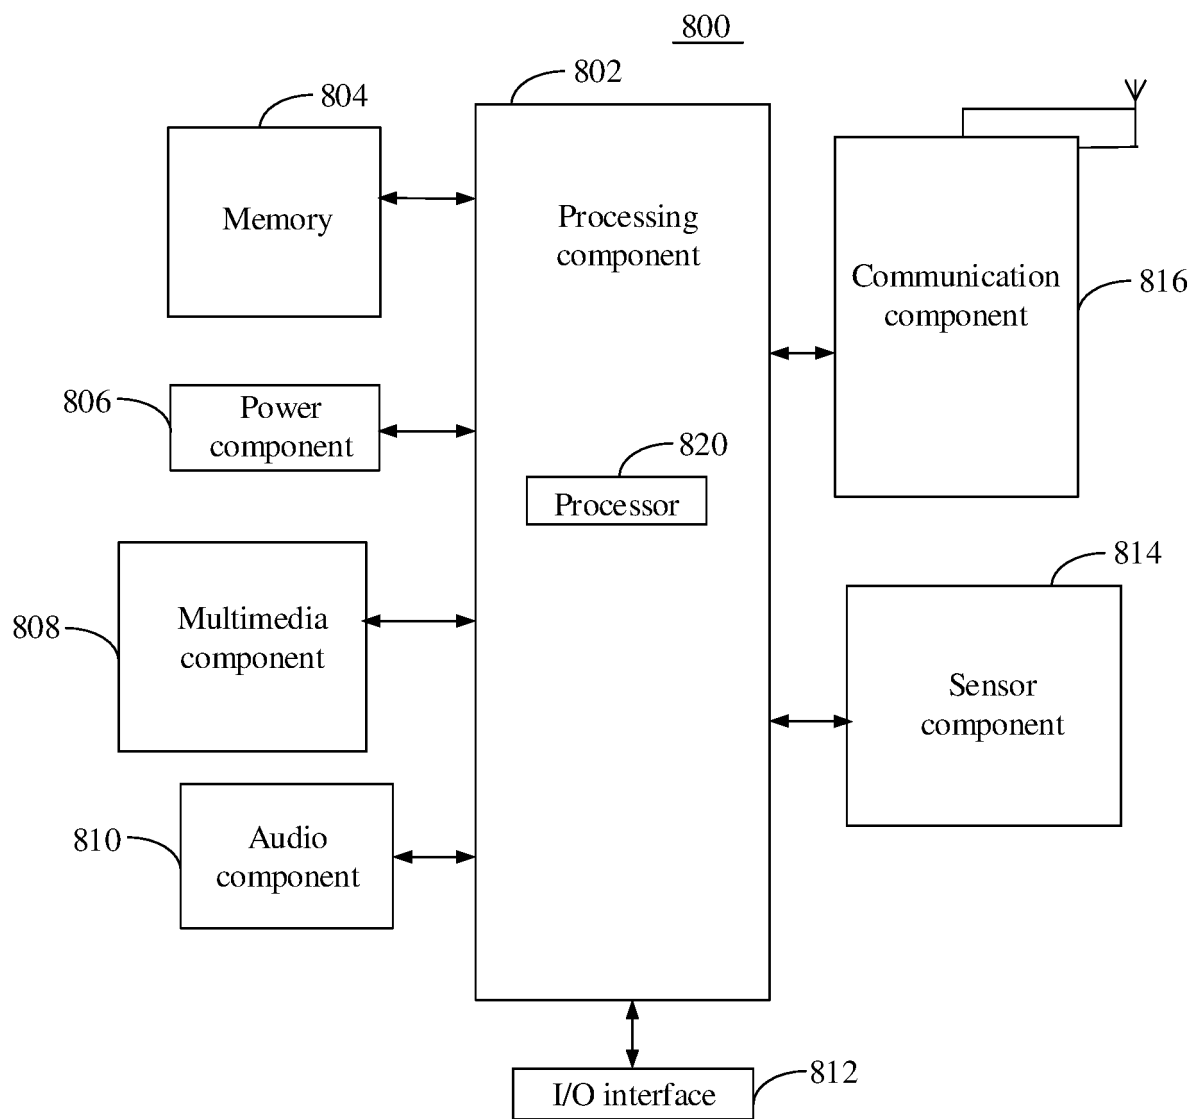 800
802
804
Memory
Processing
component
Communication
component
816
806
Power
component
820
Processor
814
808
Multimedia
component
Sensor
component
810
Audio
component
I/O interface
812